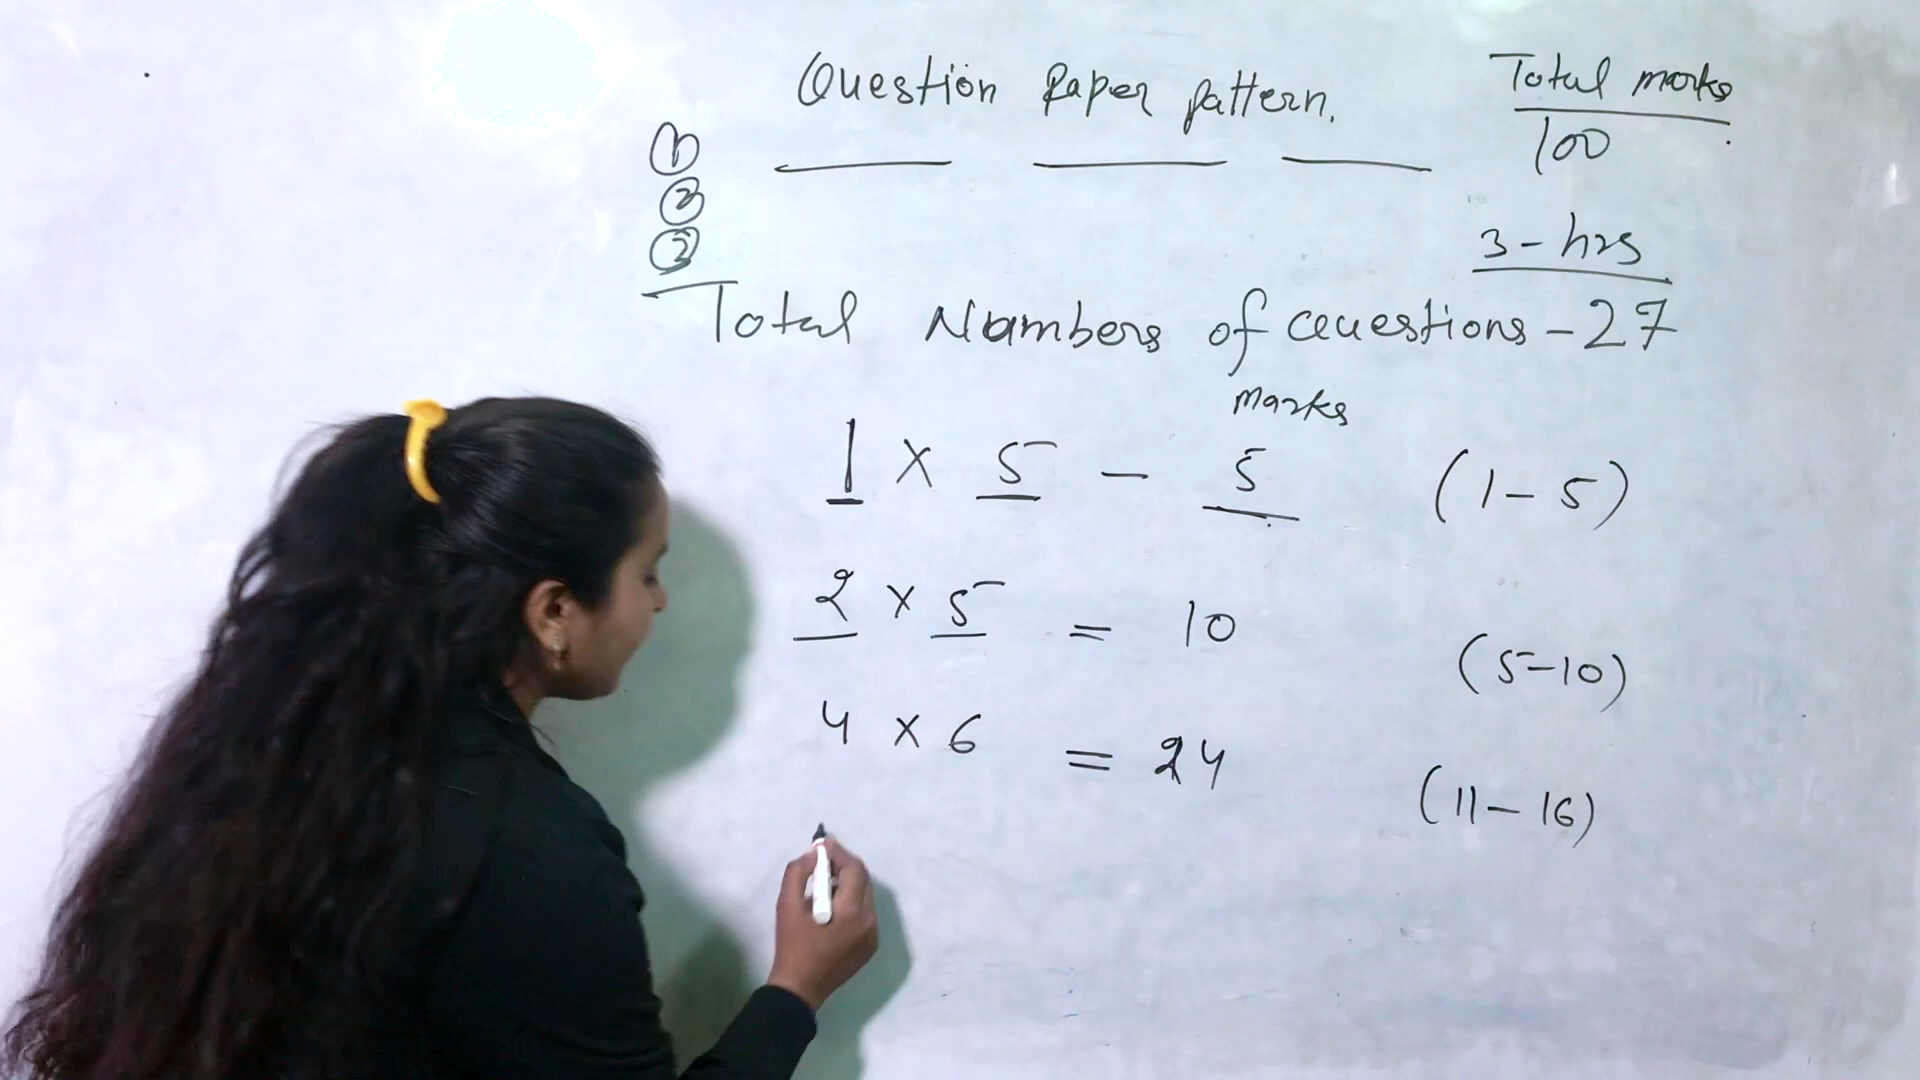 Question Paper pattern.
Total marks
100
①
②
3 - hrs
Total Numbers of Questions - 27
marks
1 × 5 - 5 (1 - 5)
2 × 5 = 10 (5 - 10)
4 × 6 = 24 (11 - 16)